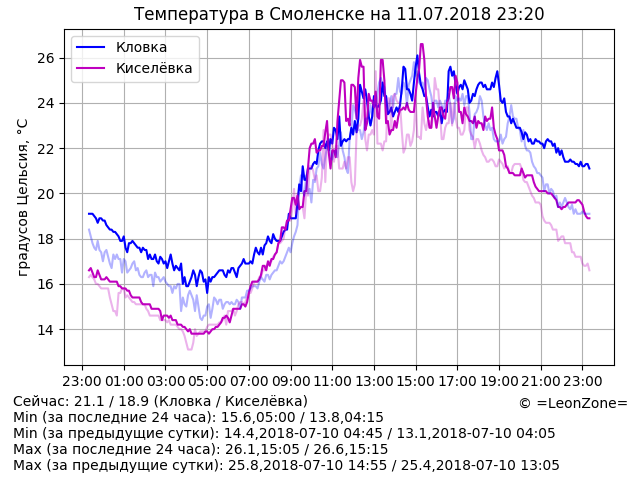 Температура в Смоленске на 11.07.2018 23:20
Кловка
Киселёвка
градусов Цельсия, °C
26
24
22
20
18
16
14
23:00 01:00 03:00 05:00 07:00 09:00 11:00 13:00 15:00 17:00 19:00 21:00 23:00
Сейчас: 21.1 / 18.9 (Кловка / Киселёвка)
© =LeonZone=
Min (за последние 24 часа): 15.6,05:00 / 13.8,04:15
Min (за предыдущие сутки): 14.4,2018-07-10 04:45 / 13.1,2018-07-10 04:05
Max (за последние 24 часа): 26.1,15:05 / 26.6,15:15
Max (за предыдущие сутки): 25.8,2018-07-10 14:55 / 25.4,2018-07-10 13:05